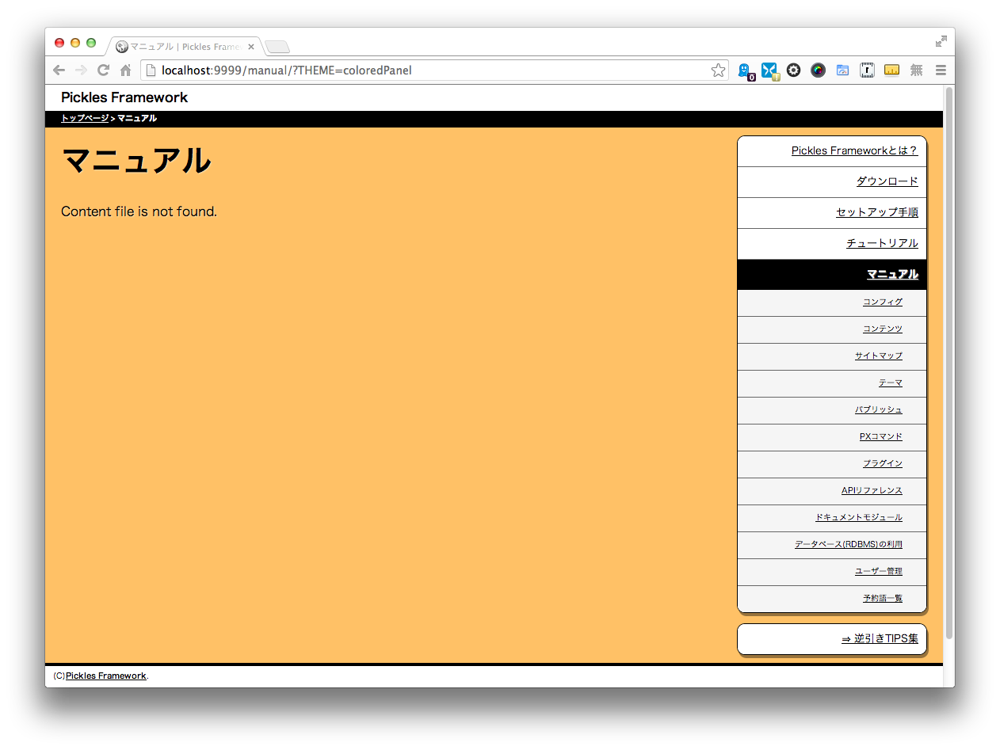 マニュアル | Pickles Frame
localhost:9999/manual/?THEME=coloredPanel
0
!
r
無
Pickles Framework
トップページ > マニュアル
マニュアル
Content file is not found.
Pickles Frameworkとは？
ダウンロード
セットアップ手順
チュートリアル
マニュアル
コンフィグ
コンテンツ
サイトマップ
テーマ
パブリッシュ
PXコマンド
プラグイン
APIリファレンス
ドキュメントモジュール
データベース(RDBMS)の利用
ユーザー管理
予約語一覧
⇒ 逆引きTIPS集
(C)Pickles Framework.